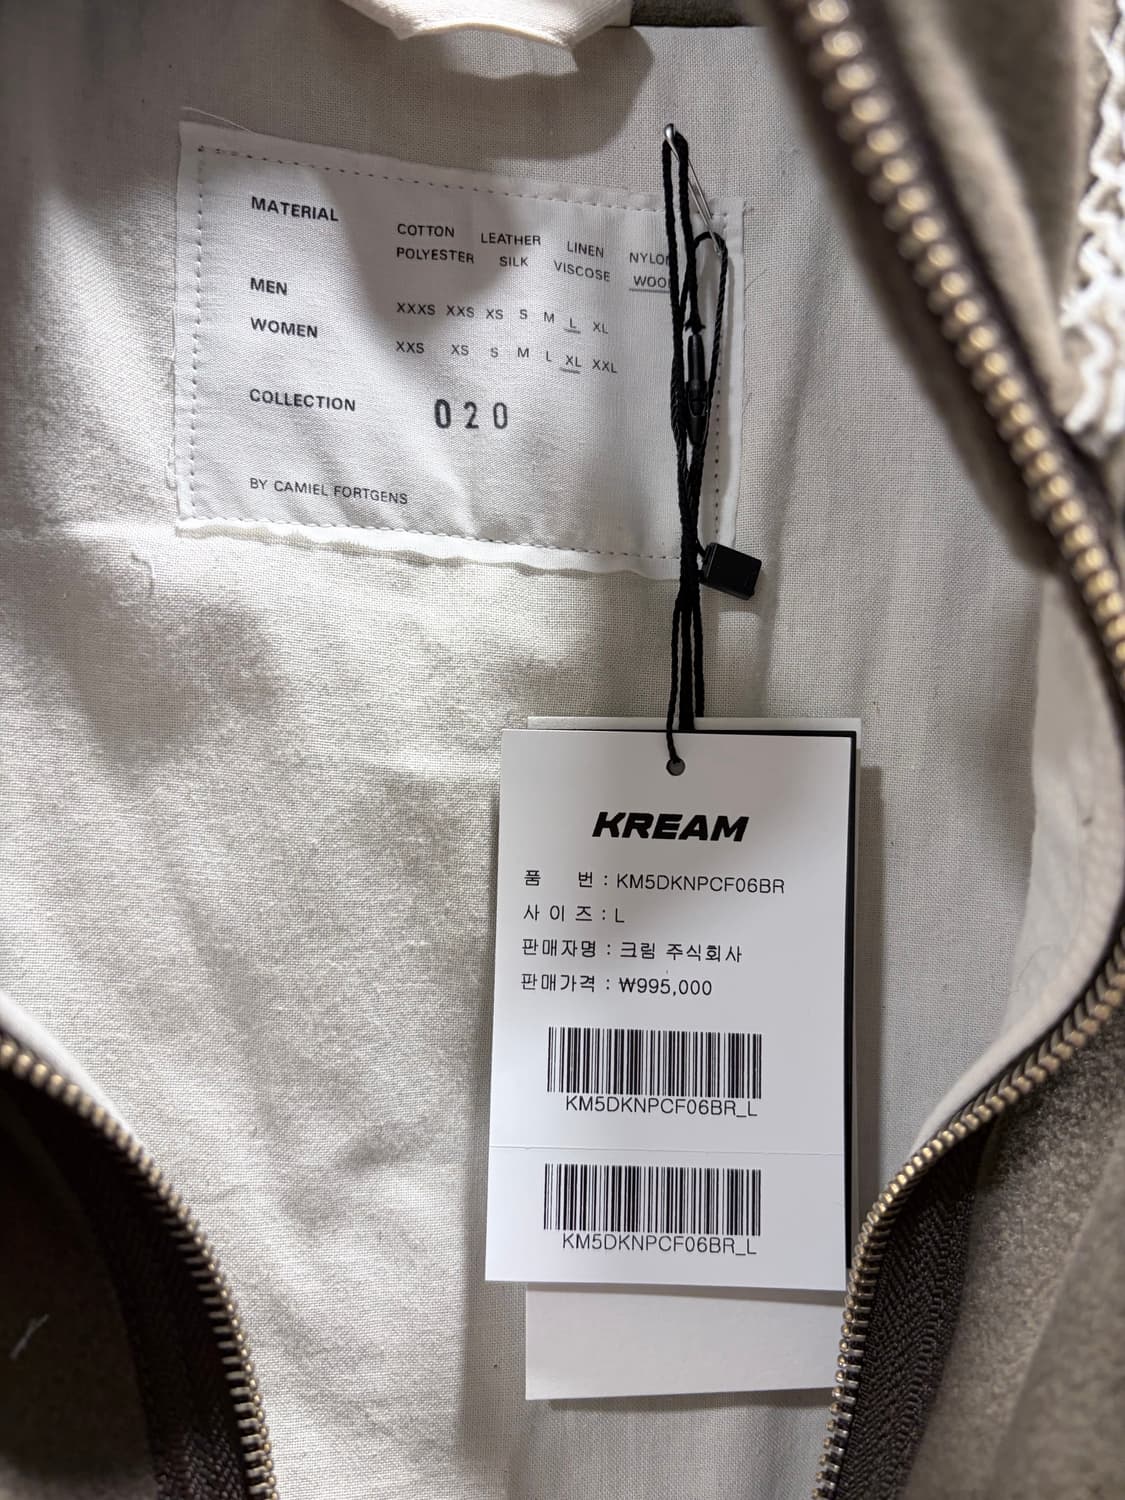 MATERIAL
COTTON LEATHER LINEN
POLYESTER SILK VISCOSE
MEN
XXXS XXS XS S M L XL
WOMEN
XXS XS S M L XL XXL
COLLECTION 020
BY CAMIEL FORTGENS
KREAM
품 번 : KM5DKNPCF06BR
사 이 즈 : L
판매자명 : 크림 주식회사
판매가격 : ₩995,000
KM5DKNPCF06BR_L
KM5DKNPCF06BR_L